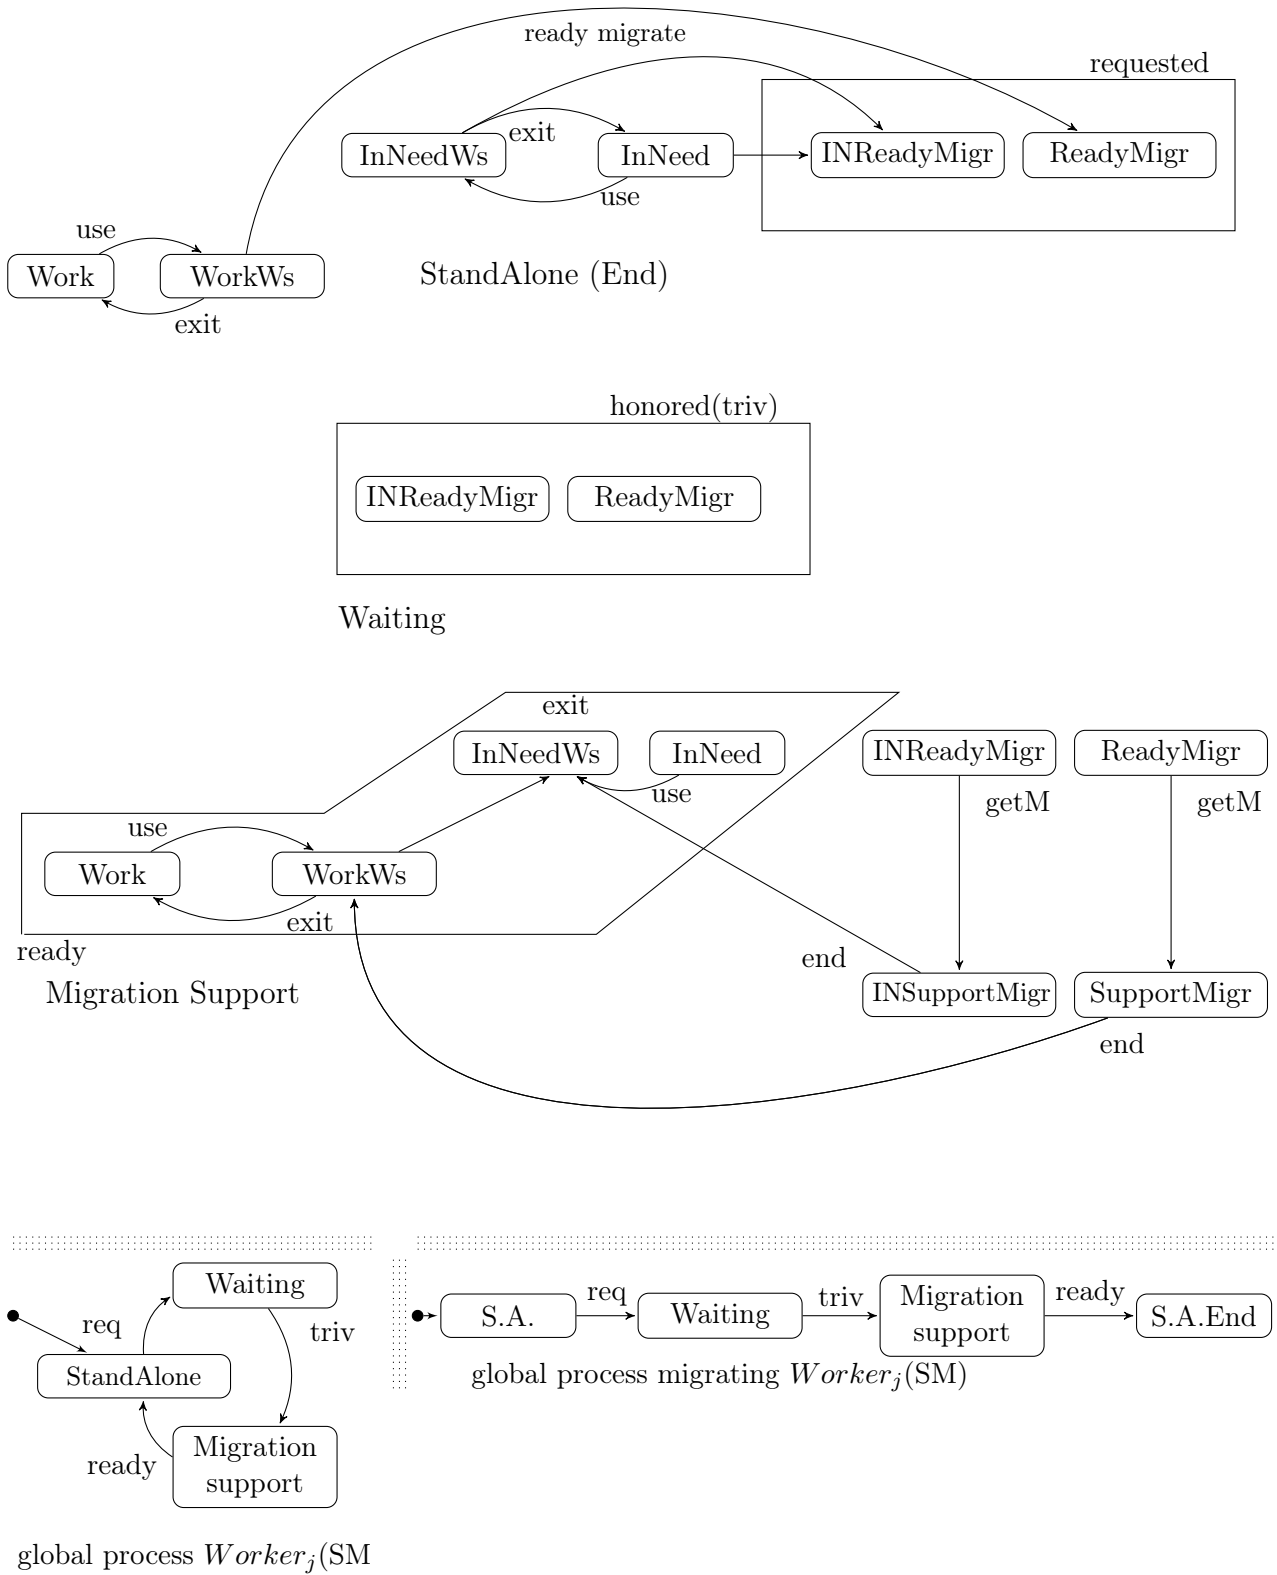 ready migrate
requested
exit
InNeedWs
InNeed
INReadyMigr
ReadyMigr
use
use
Work
WorkWs
StandAlone (End)
exit
honored(triv)
INReadyMigr
ReadyMigr
Waiting
exit
InNeedWs
InNeed
INReadyMigr
ReadyMigr
use
getM
getM
use
Work
WorkWs
exit
ready
end
Migration Support
INSupportMigr
SupportMigr
end
Waiting
req
triv
StandAlone
Migration
support
ready
global process Worker_j(SM
S.A.
req
Waiting
triv
Migration
support
ready
S.A.End
global process migrating Worker_j(SM)